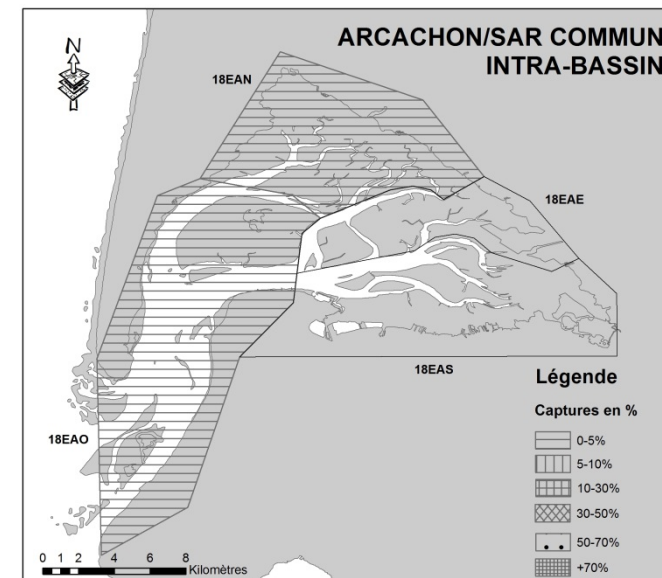 ARCACHON/SAR COMMUN
INTRA-BASSIN
N
18EAN
18EAE
18EAS
18EAO
Légende
Captures en %
0-5%
5-10%
10-30%
30-50%
50-70%
+70%
0 1 2 4 6 8
Kilomètres